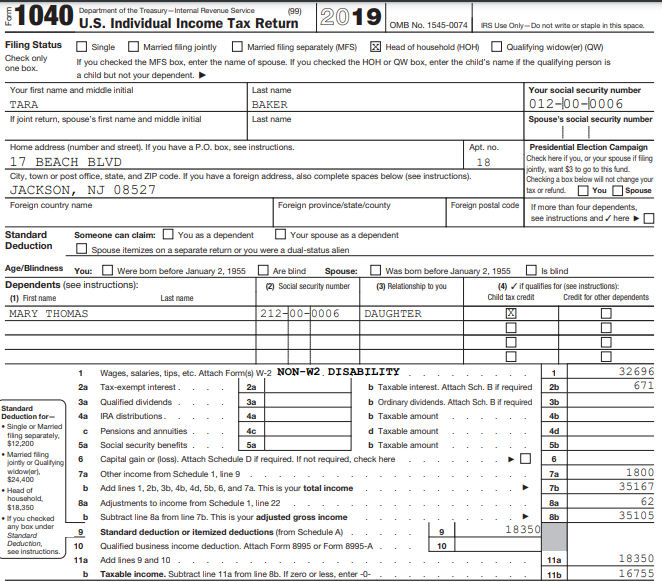 Form 1040 Department of the Treasury—Internal Revenue Service (99) U.S. Individual Income Tax Return 2019 OMB No. 1545-0074 IRS Use Only—Do not write or staple in this space.
Filing Status Single Married filing jointly Married filing separately (MFS) X Head of household (HOH) Qualifying widow(er) (QW)
Check only one box. If you checked the MFS box, enter the name of spouse. If you checked the HOH or QW box, enter the child's name if the qualifying person is
a child but not your dependent. ▶
Your first name and middle initial Last name Your social security number
TARA BAKER 012-00-0006
If joint return, spouse's first name and middle initial Last name Spouse's social security number
Home address (number and street). If you have a P.O. box, see instructions. Apt. no. Presidential Election Campaign
17 BEACH BLVD 18 Check here if you, or your spouse if filing jointly, want $3 to go to this fund.
City, town or post office, state, and ZIP code. If you have a foreign address, also complete spaces below (see instructions). Checking a box below will not change your
JACKSON, NJ 08527 tax or refund. You Spouse
Foreign country name Foreign province/state/county Foreign postal code If more than four dependents,
see instructions and ✓ here ▶
Standard Deduction Someone can claim: You as a dependent Your spouse as a dependent
Spouse itemizes on a separate return or you were a dual-status alien
Age/Blindness You: Were born before January 2, 1955 Are blind Spouse: Was born before January 2, 1955 Is blind
Dependents (see instructions): (2) Social security number (3) Relationship to you (4) ✓ if qualifies for (see instructions):
(1) First name Last name Child tax credit Credit for other dependents
MARY THOMAS 212-00-0006 DAUGHTER X
1 Wages, salaries, tips, etc. Attach Form(s) W-2 NON-W2 DISABILITY 1 32696
2a Tax-exempt interest 2a b Taxable interest. Attach Sch. B if required 2b 671
3a Qualified dividends 3a b Ordinary dividends. Attach Sch. B if required 3b
4a IRA distributions 4a b Taxable amount 4b
c Pensions and annuities 4c d Taxable amount 4d
5a Social security benefits 5a b Taxable amount 5b
6 Capital gain or (loss). Attach Schedule D if required. If not required, check here ▶ 6
7a Other income from Schedule 1, line 9 7a 1800
b Add lines 1, 2b, 3b, 4b, 4d, 5b, 6, and 7a. This is your total income ▶ 7b 35167
8a Adjustments to income from Schedule 1, line 22 8a 62
b Subtract line 8a from line 7b. This is your adjusted gross income ▶ 8b 35105
9 Standard deduction or itemized deductions (from Schedule A) 9 18350
10 Qualified business income deduction. Attach Form 8995 or Form 8995-A 10
11a Add lines 9 and 10 11a 18350
b Taxable income. Subtract line 11a from line 8b. If zero or less, enter -0- 11b 16755
Standard
Deduction for—
• Single or Married
filing separately,
$12,200
• Married filing
jointly or Qualifying
widow(er),
$24,400
• Head of
household,
$18,350
• If you checked
any box under
Standard
Deduction,
see instructions.